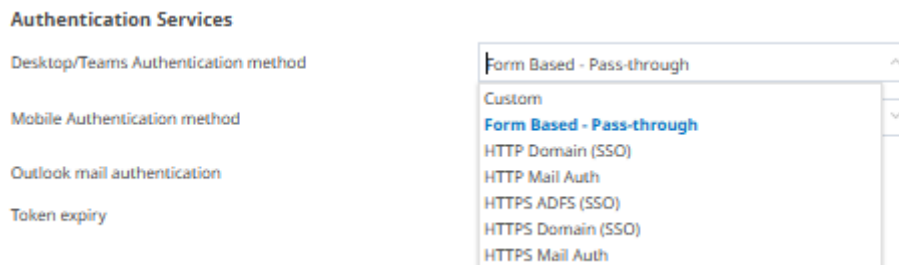 Authentication Services
Desktop/Teams Authentication method
Form Based - Pass-through
Custom
Mobile Authentication method
Form Based - Pass-through
HTTP Domain (SSO)
Outlook mail authentication
HTTP Mail Auth
HTTPS ADFS (SSO)
Token expiry
HTTPS Domain (SSO)
HTTPS Mail Auth